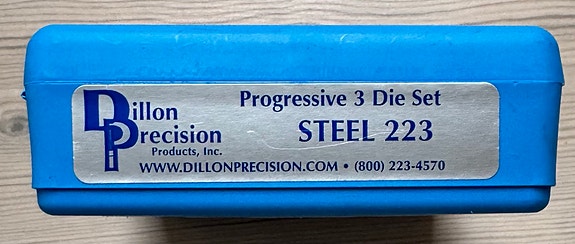 Dillon
Precision
Products, Inc.
Progressive 3 Die Set
STEEL 223
WWW.DILLONPRECISION.COM • (800) 223-4570